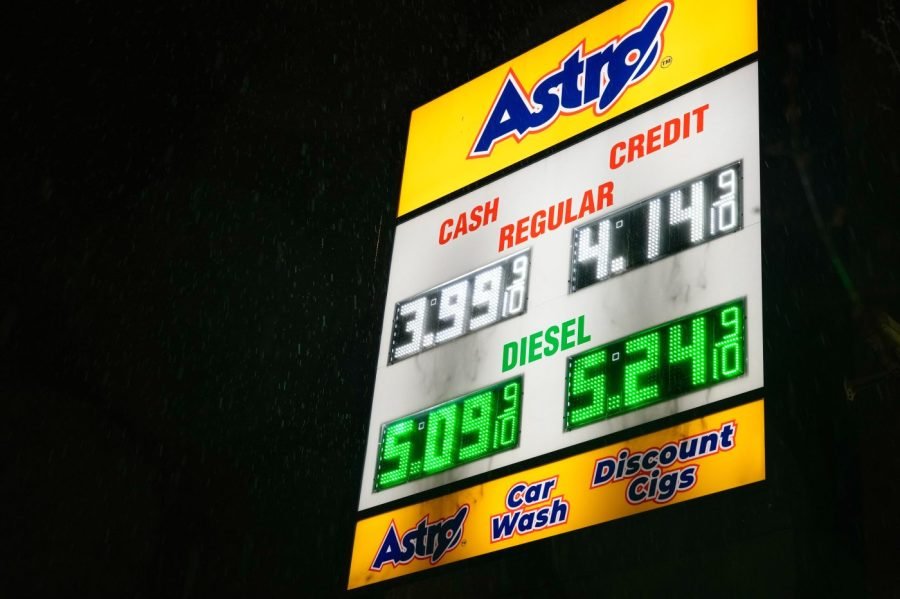 Astro™
CASH
CREDIT
REGULAR
3.99 9/10
4.14 9/10
DIESEL
5.09 9/10
5.24 9/10
Astro
Car
Wash
Discount
Cigs